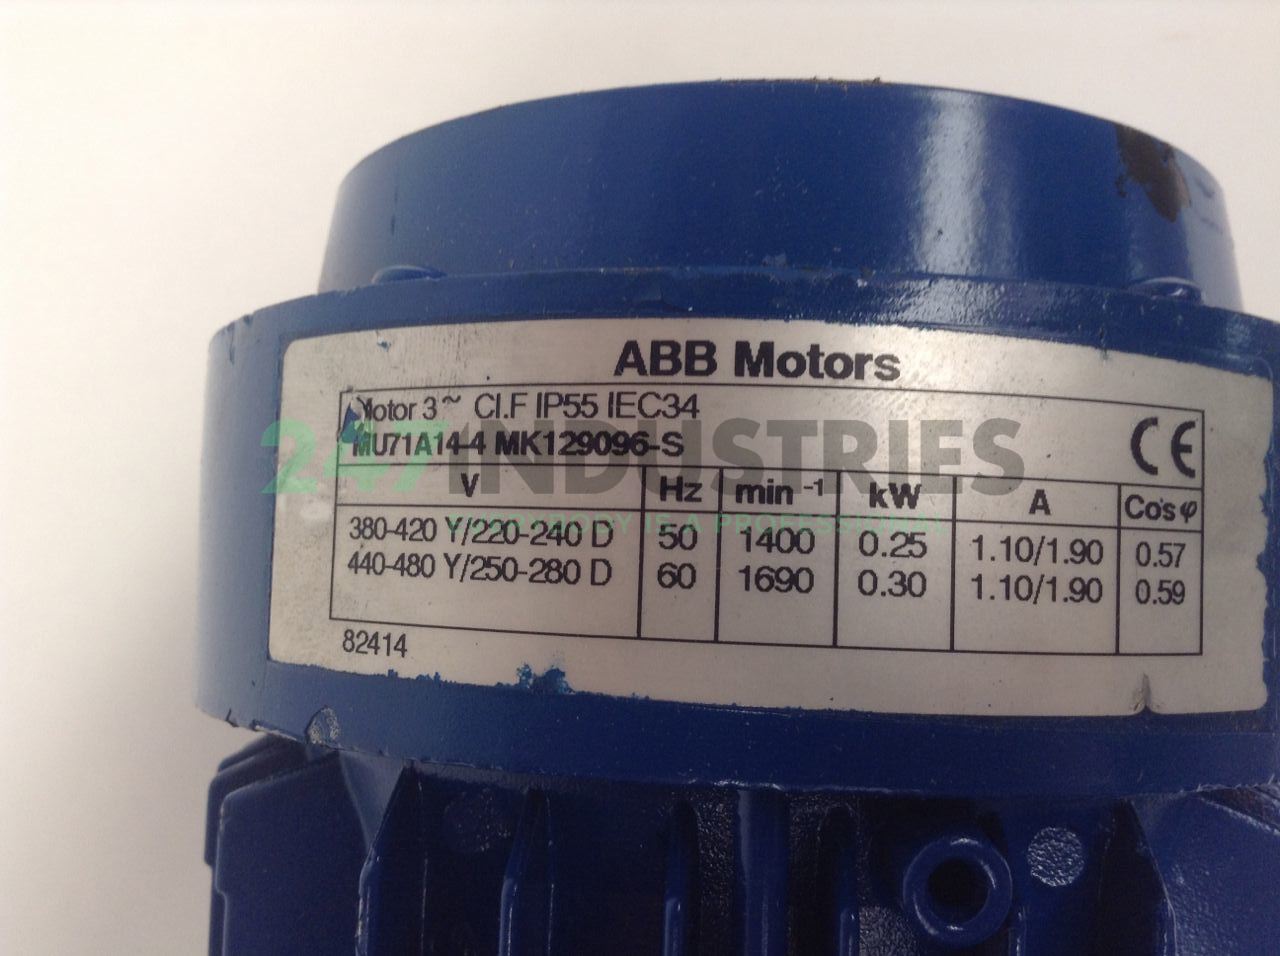 ABB Motors
Motor 3~ Cl.F IP55 IEC34
MU71A14-4 MK129096-S
CE
247 INDUSTRIES
EVERYBODY IS A PROFESSIONAL
V Hz min -1 kW A Cos φ
380-420 Y/220-240 D 50 1400 0.25 1.10/1.90 0.57
440-480 Y/250-280 D 60 1690 0.30 1.10/1.90 0.59
82414